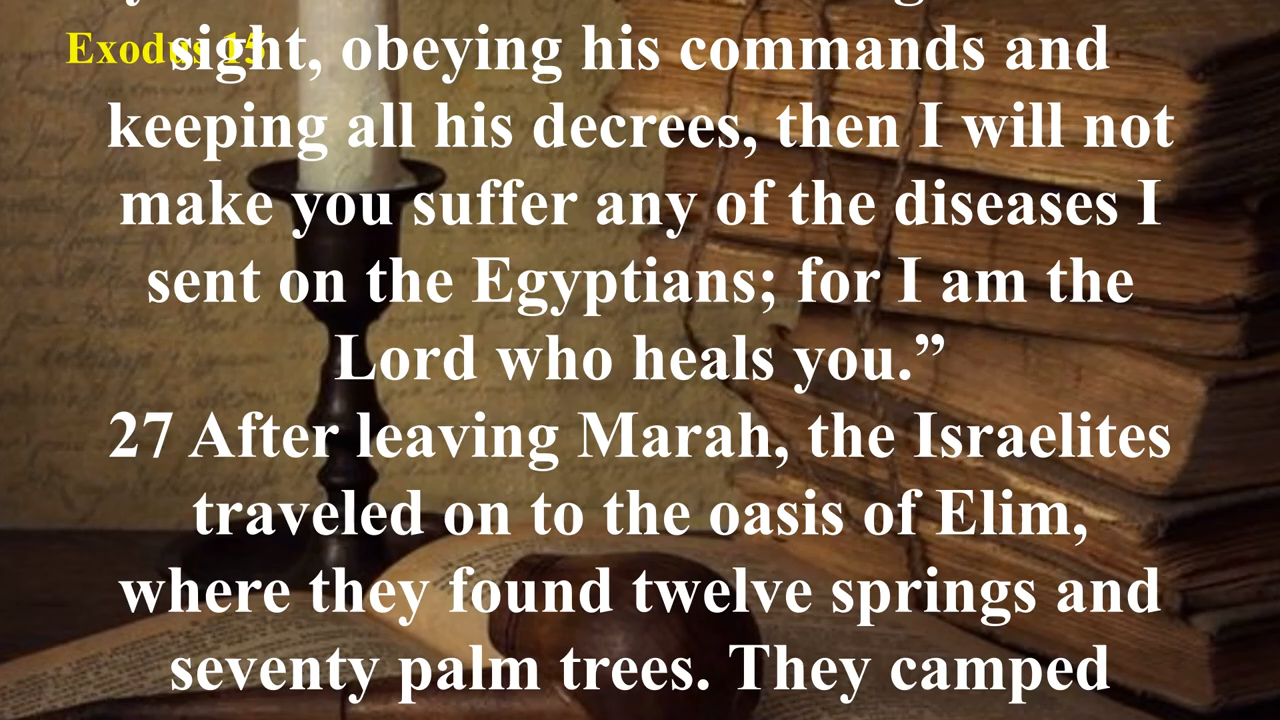 Exodus 15
sight, obeying his commands and
keeping all his decrees, then I will not
make you suffer any of the diseases I
sent on the Egyptians; for I am the
Lord who heals you.”
27 After leaving Marah, the Israelites
traveled on to the oasis of Elim,
where they found twelve springs and
seventy palm trees. They camped